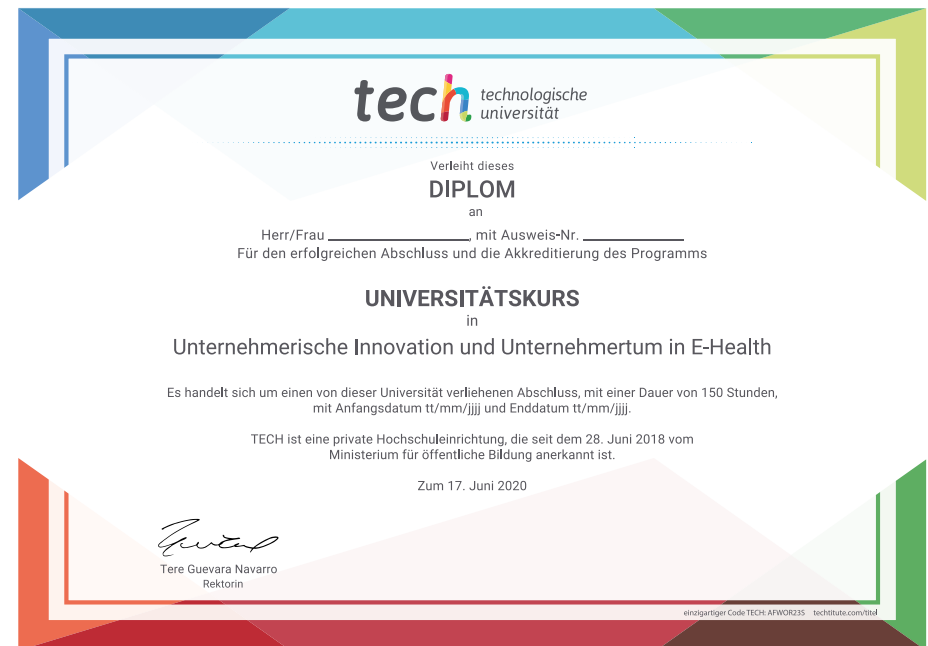 tech technologische
universität
Verleiht dieses
DIPLOM
an
Herr/Frau ____________________, mit Ausweis-Nr. ______________
Für den erfolgreichen Abschluss und die Akkreditierung des Programms
UNIVERSITÄTSKURS
in
Unternehmerische Innovation und Unternehmertum in E-Health
Es handelt sich um einen von dieser Universität verliehenen Abschluss, mit einer Dauer von 150 Stunden,
mit Anfangsdatum tt/mm/jjjj und Enddatum tt/mm/jjjj.
TECH ist eine private Hochschuleinrichtung, die seit dem 28. Juni 2018 vom
Ministerium für öffentliche Bildung anerkannt ist.
Zum 17. Juni 2020
Tere Guevara Navarro
Rektorin
einzigartiger Code TECH: AFWOR23S techtitute.com/titel